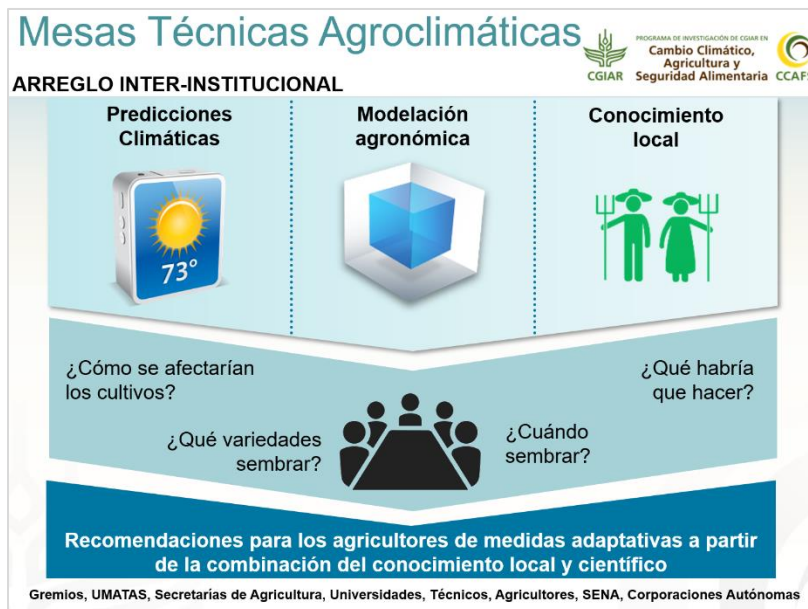 Mesas Técnicas Agroclimáticas
CGIAR
PROGRAMA DE INVESTIGACIÓN DE CGIAR EN
Cambio Climático,
Agricultura y
Seguridad Alimentaria
CCAFS
ARREGLO INTER-INSTITUCIONAL
Predicciones
Climáticas
Modelación
agronómica
Conocimiento
local
73°
¿Cómo se afectarían
los cultivos?
¿Qué habría
que hacer?
¿Qué variedades
sembrar?
¿Cuándo
sembrar?
Recomendaciones para los agricultores de medidas adaptativas a partir
de la combinación del conocimiento local y científico
Gremios, UMATAS, Secretarías de Agricultura, Universidades, Técnicos, Agricultores, SENA, Corporaciones Autónomas